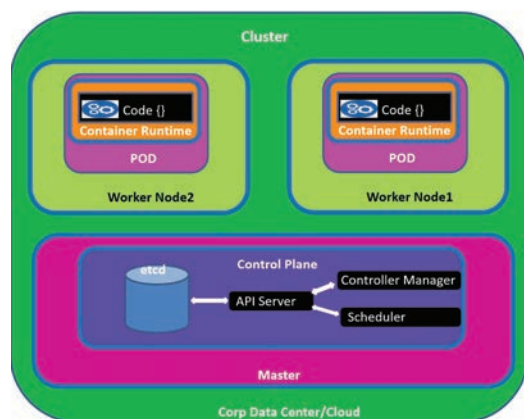 Cluster
Code {}
Container Runtime
POD
Worker Node2
Code {}
Container Runtime
POD
Worker Node1
etcd
Control Plane
Controller Manager
API Server
Scheduler
Master
Corp Data Center/Cloud